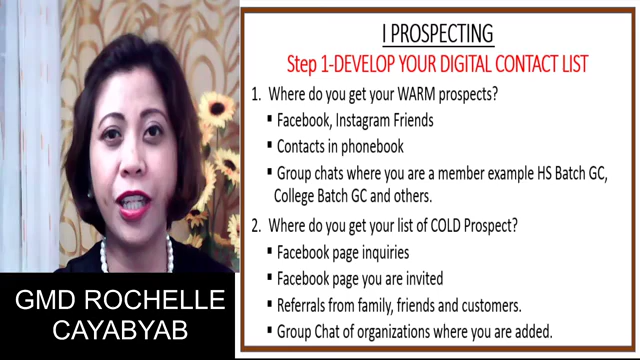 I PROSPECTING
Step 1-DEVELOP YOUR DIGITAL CONTACT LIST
1. Where do you get your WARM prospects?
▪ Facebook, Instagram Friends
▪ Contacts in phonebook
▪ Group chats where you are a member example HS Batch GC,
College Batch GC and others.
2. Where do you get your list of COLD Prospect?
▪ Facebook page inquiries
▪ Facebook page you are invited
▪ Referrals from family, friends and customers.
▪ Group Chat of organizations where you are added.
GMD ROCHELLE
CAYABYAB